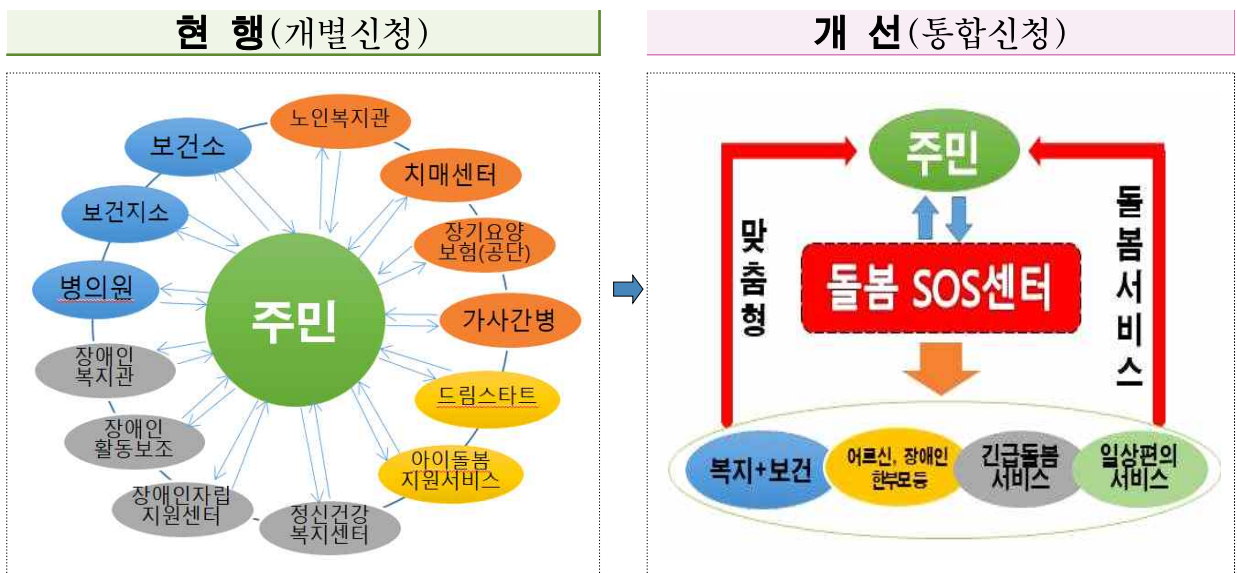 현 행(개별신청)
노인복지관
보건소
치매센터
보건지소
장기요양
보험(공단)
병의원
주민
가사간병
장애인
복지관
드림스타트
장애인
활동보조
아이돌봄
지원서비스
장애인자립
지원센터
정신건강
복지센터
개 선(통합신청)
주민
맞춤형
돌봄서비스
돌봄 SOS센터
복지+보건
어르신, 장애인
한부모 등
긴급돌봄
서비스
일상편의
서비스